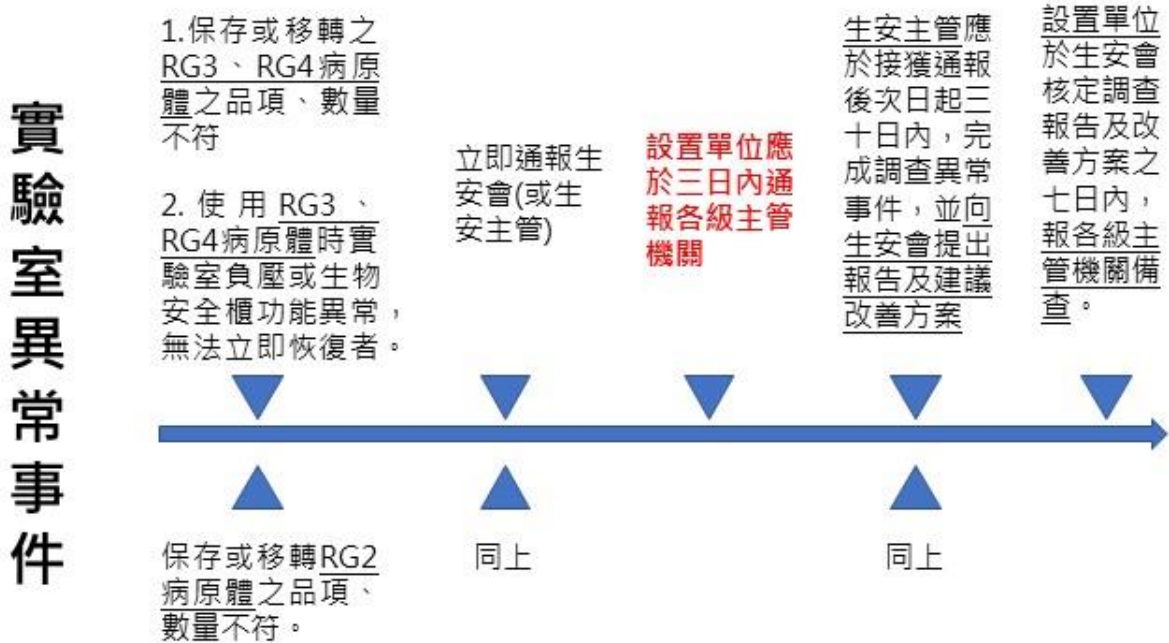 實驗室異常事件
1.保存或移轉之
RG3、RG4病原
體之品項、數量
不符
2. 使用RG3、
RG4病原體時實
驗室負壓或生物
安全櫃功能異常,
無法立即恢復者。
立即通報生
安會(或生
安主管)
設置單位應
於三日內通
報各級主管
機關
生安主管應
於接獲通報
後次日起三
十日內,完
成調查異常
事件,並向
生安會提出
報告及建議
改善方案
設置單位
於生安會
核定調查
報告及改
善方案之
七日內,
報各級主
管機關備
查。
保存或移轉RG2
病原體之品項、
數量不符。
同上
同上